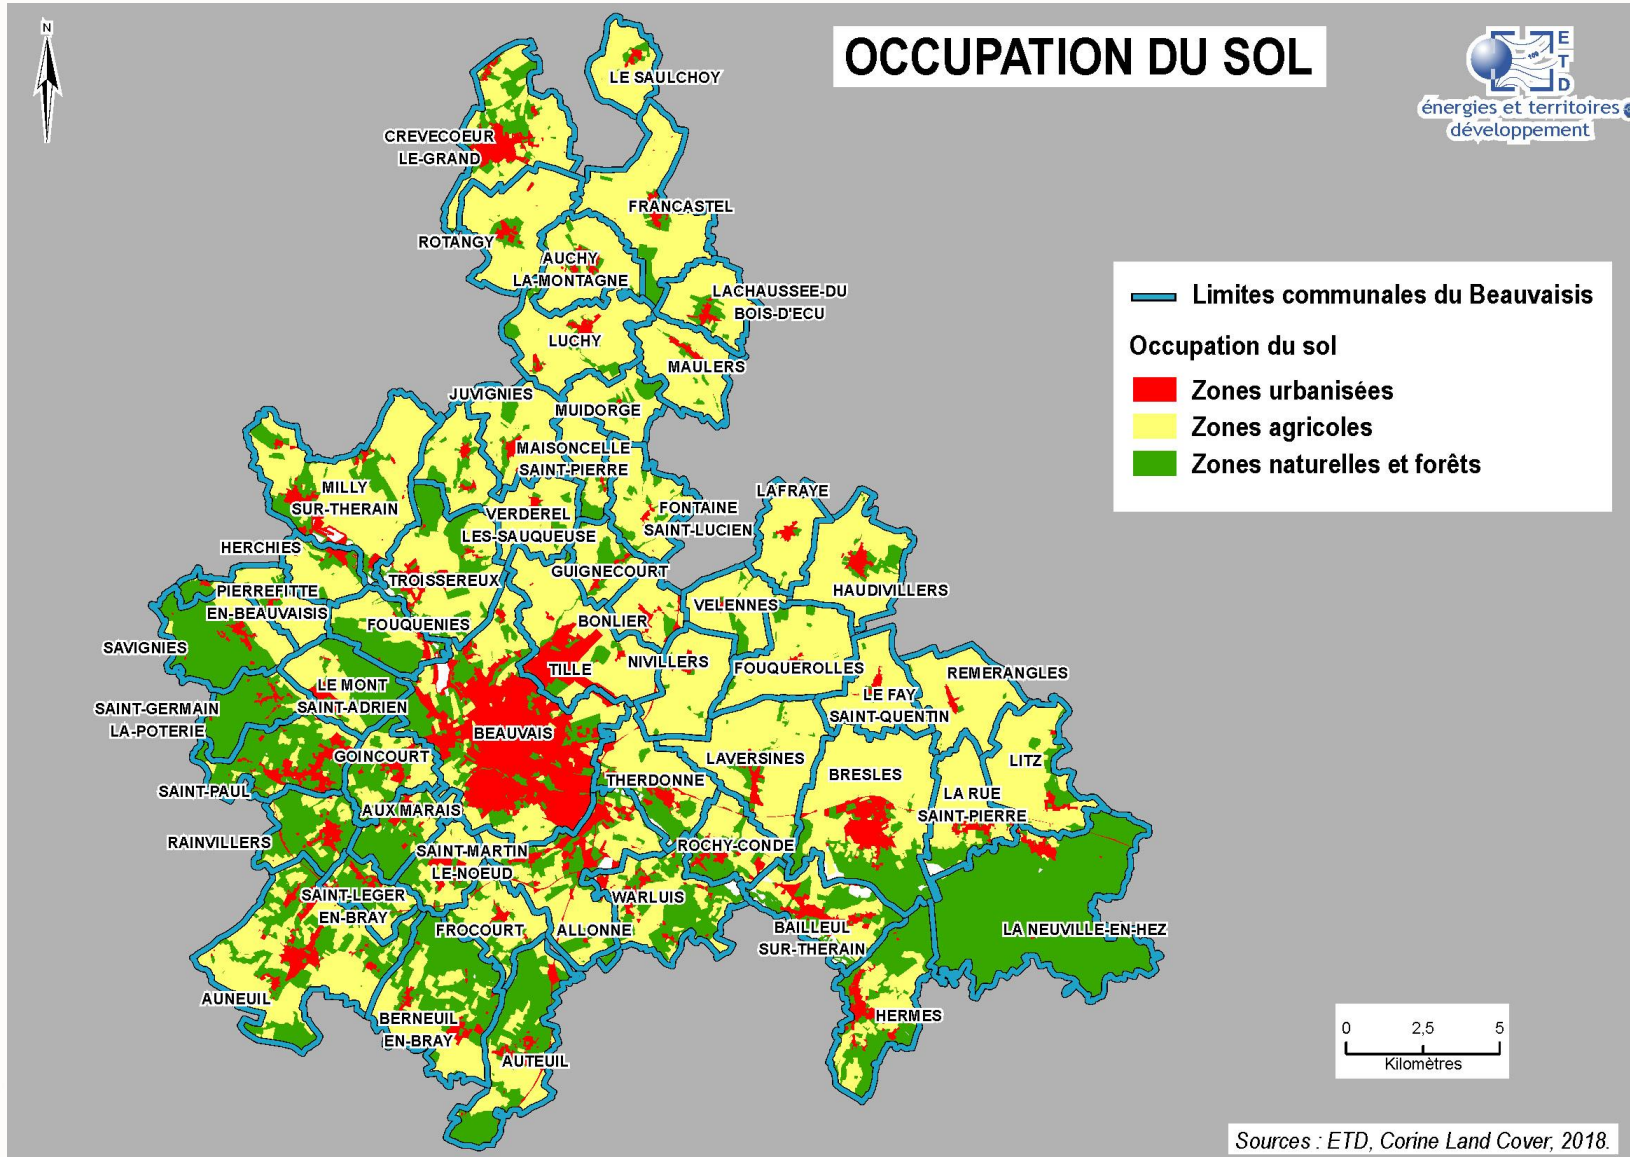 N
OCCUPATION DU SOL
E
T
D
énergies et territoires
développement
LE SAULCHOY
CREVECOEUR
LE-GRAND
FRANCASTEL
ROTANGY
AUCHY
LA-MONTAGNE
LACHAUSSEE-DU
BOIS-D'ECU
LUCHY
MAULERS
JUVIGNIES
MUIDORGE
MAISONCELLE
SAINT-PIERRE
MILLY
SUR-THERAIN
VERDEREL
LES-SAUQUEUSE
FONTAINE
SAINT-LUCIEN
LAFRAYE
HERCHIES
TROISSEREUX
GUIGNECOURT
HAUDIVILLERS
PIERREFITTE
EN-BEAUVAISIS
VELENNES
FOUQUENIES
BONLIER
SAVIGNIES
TILLE
NIVILLERS
FOUQUEROLLES
REMERANGLES
LE MONT
SAINT-ADRIEN
LE FAY
SAINT-QUENTIN
SAINT-GERMAIN
LA-POTERIE
BEAUVAIS
GOINCOURT
LAVERSINES
BRESLES
LITZ
THERDONNE
SAINT-PAUL
LA RUE
SAINT-PIERRE
AUX MARAIS
RAINVILLERS
SAINT-MARTIN
LE-NOEUD
ROCHY-CONDE
SAINT-LEGER
EN-BRAY
WARLUIS
FROCOURT
ALLONNE
BAILLEUL
SUR-THERAIN
LA NEUVILLE-EN-HEZ
AUNEUIL
BERNEUIL
EN-BRAY
HERMES
AUTEUIL
Limites communales du Beauvaisis
Occupation du sol
Zones urbanisées
Zones agricoles
Zones naturelles et forêts
0 2,5 5
Kilomètres
Sources : ETD, Corine Land Cover, 2018.